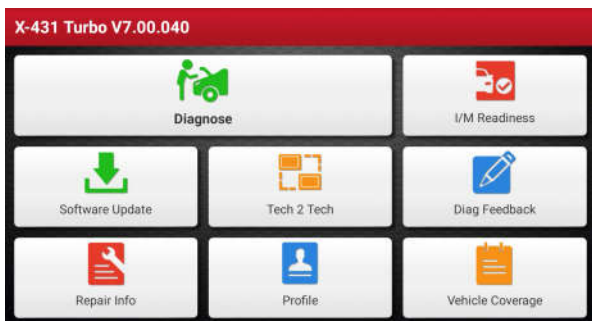 X-431 Turbo V7.00.040
Diagnose
I/M Readiness
Software Update
Tech 2 Tech
Diag Feedback
Repair Info
Profile
Vehicle Coverage